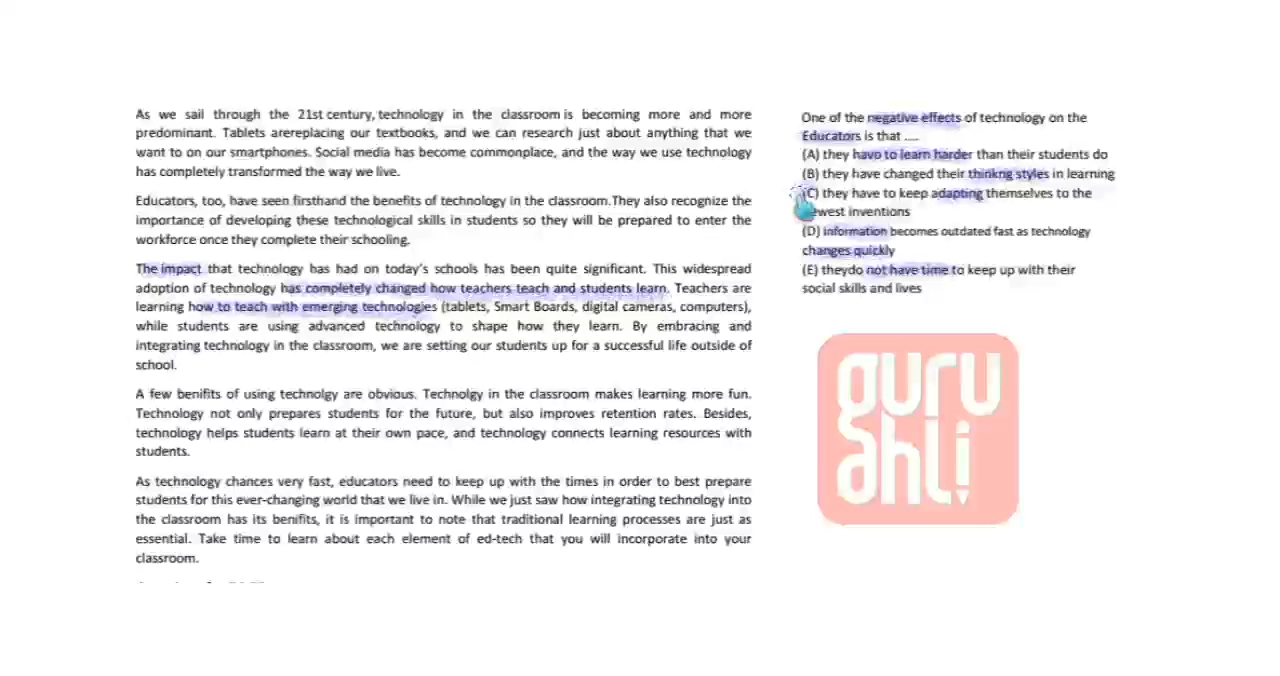 As we sail through the 21st century, technology in the classroom is becoming more and more
predominant. Tablets arereplacing our textbooks, and we can research just about anything that we
want to on our smartphones. Social media has become commonplace, and the way we use technology
has completely transformed the way we live.
Educators, too, have seen firsthand the benefits of technology in the classroom.They also recognize the
importance of developing these technological skills in students so they will be prepared to enter the
workforce once they complete their schooling.
The impact that technology has had on today's schools has been quite significant. This widespread
adoption of technology has completely changed how teachers teach and students learn. Teachers are
learning how to teach with emerging technologies (tablets, Smart Boards, digital cameras, computers),
while students are using advanced technology to shape how they learn. By embracing and
integrating technology in the classroom, we are setting our students up for a successful life outside of
school.
A few benifits of using technolgy are obvious. Technolgy in the classroom makes learning more fun.
Technology not only prepares students for the future, but also improves retention rates. Besides,
technology helps students learn at their own pace, and technology connects learning resources with
students.
As technology chances very fast, educators need to keep up with the times in order to best prepare
students for this ever-changing world that we live in. While we just saw how integrating technology into
the classroom has its benifits, it is important to note that traditional learning processes are just as
essential. Take time to learn about each element of ed-tech that you will incorporate into your
classroom.
One of the negative effects of technology on the
Educators is that ....
(A) they havo to learn harder than their students do
(B) they have changed their thinkng styles in learning
(C) they have to keep adapting themselves to the
ewest inventions
(D) information becomes outdated fast as technology
changes quickly
(E) theydo not have time to keep up with their
social skills and lives
guru
ahli